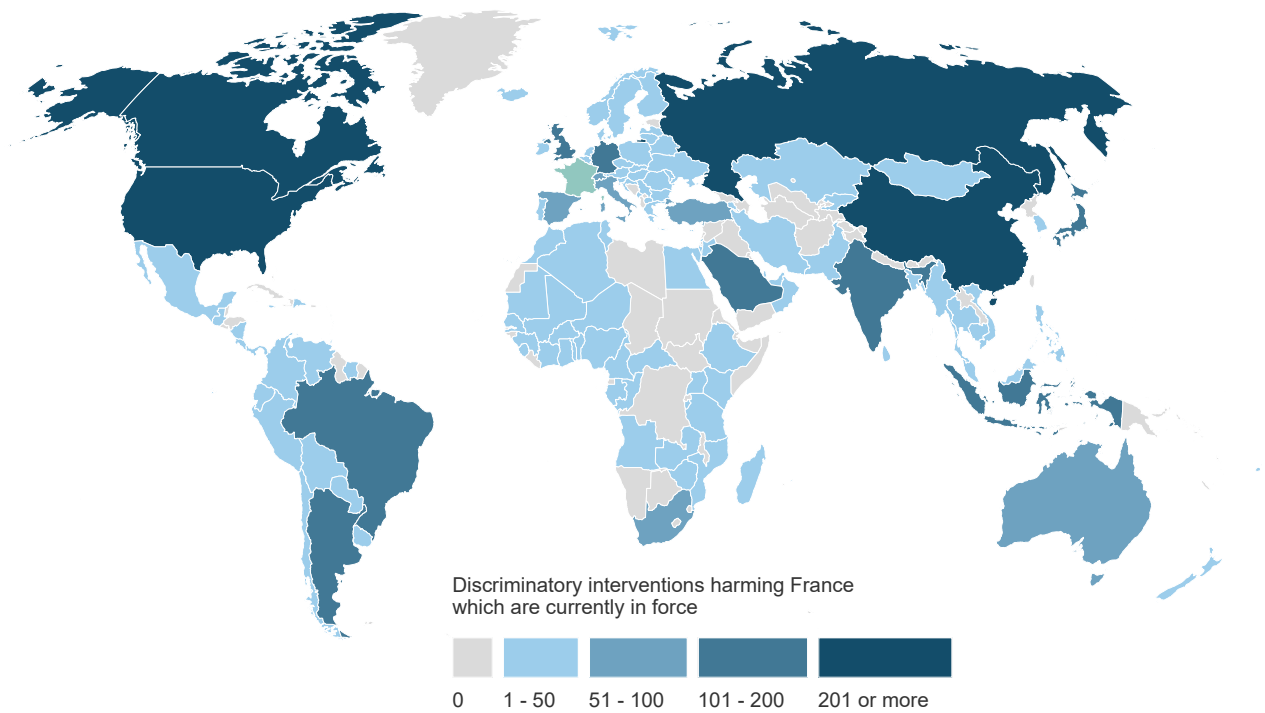 Discriminatory interventions harming France
which are currently in force
0
1 - 50
51 - 100
101 - 200
201 or more